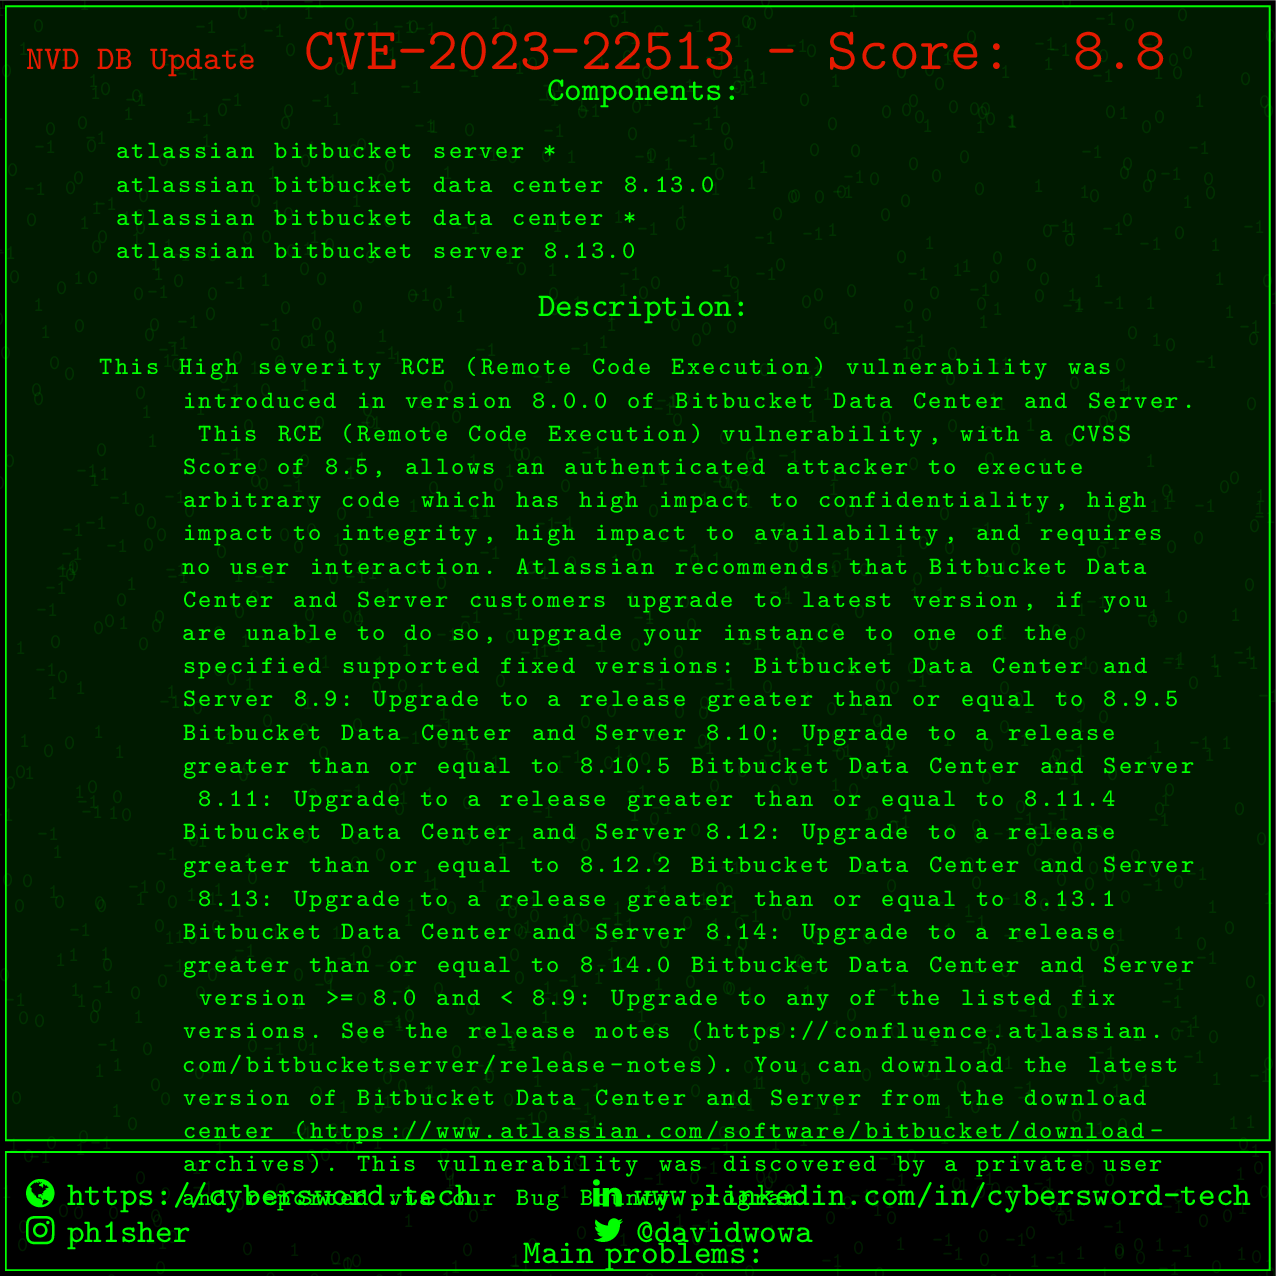 NVD DB Update CVE-2023-22513 - Score: 8.8
Components:
atlassian bitbucket server *
atlassian bitbucket data center 8.13.0
atlassian bitbucket data center *
atlassian bitbucket server 8.13.0
Description:
This High severity RCE (Remote Code Execution) vulnerability was
introduced in version 8.0.0 of Bitbucket Data Center and Server.
This RCE (Remote Code Execution) vulnerability, with a CVSS
Score of 8.5, allows an authenticated attacker to execute
arbitrary code which has high impact to confidentiality, high
impact to integrity, high impact to availability, and requires
no user interaction. Atlassian recommends that Bitbucket Data
Center and Server customers upgrade to latest version, if you
are unable to do so, upgrade your instance to one of the
specified supported fixed versions: Bitbucket Data Center and
Server 8.9: Upgrade to a release greater than or equal to 8.9.5
Bitbucket Data Center and Server 8.10: Upgrade to a release
greater than or equal to 8.10.5 Bitbucket Data Center and Server
8.11: Upgrade to a release greater than or equal to 8.11.4
Bitbucket Data Center and Server 8.12: Upgrade to a release
greater than or equal to 8.12.2 Bitbucket Data Center and Server
8.13: Upgrade to a release greater than or equal to 8.13.1
Bitbucket Data Center and Server 8.14: Upgrade to a release
greater than or equal to 8.14.0 Bitbucket Data Center and Server
version >= 8.0 and < 8.9: Upgrade to any of the listed fix
versions. See the release notes (https://confluence.atlassian.
com/bitbucketserver/release-notes). You can download the latest
version of Bitbucket Data Center and Server from the download
center (https://www.atlassian.com/software/bitbucket/download-
archives). This vulnerability was discovered by a private user
and reported via our Bug Bounty program
https://cybersword.tech www.linkedin.com/in/cybersword-tech
ph1sher @davidwowa
Main problems: